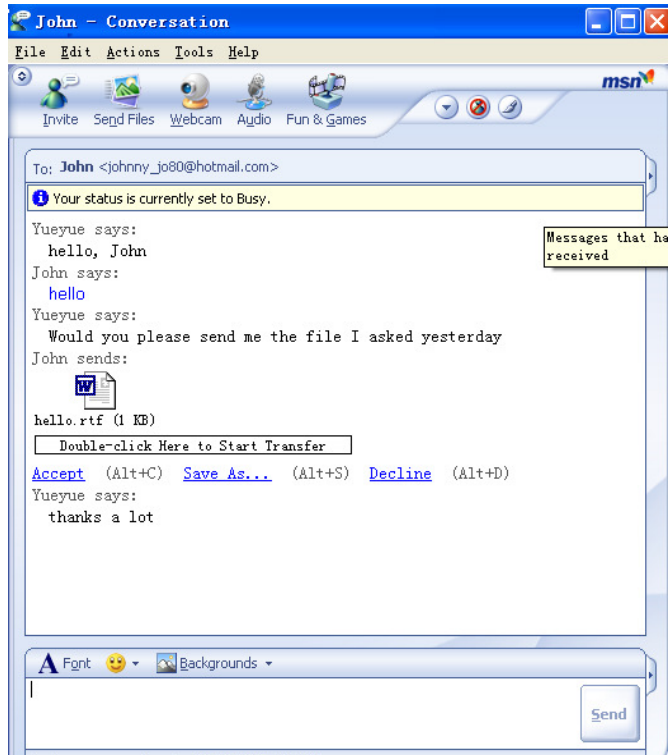 John - Conversation
File Edit Actions Tools Help
msn
Invite Send Files Webcam Audio Fun & Games
To: John <johnny_jo80@hotmail.com>
Your status is currently set to Busy.
Yueyue says:
hello, John
Messages that ha
received
John says:
hello
Yueyue says:
Would you please send me the file I asked yesterday
John sends:
W
hello.rtf (1 KB)
Double-click Here to Start Transfer
Accept (Alt+C) Save As... (Alt+S) Decline (Alt+D)
Yueyue says:
thanks a lot
A Font Backgrounds
Send